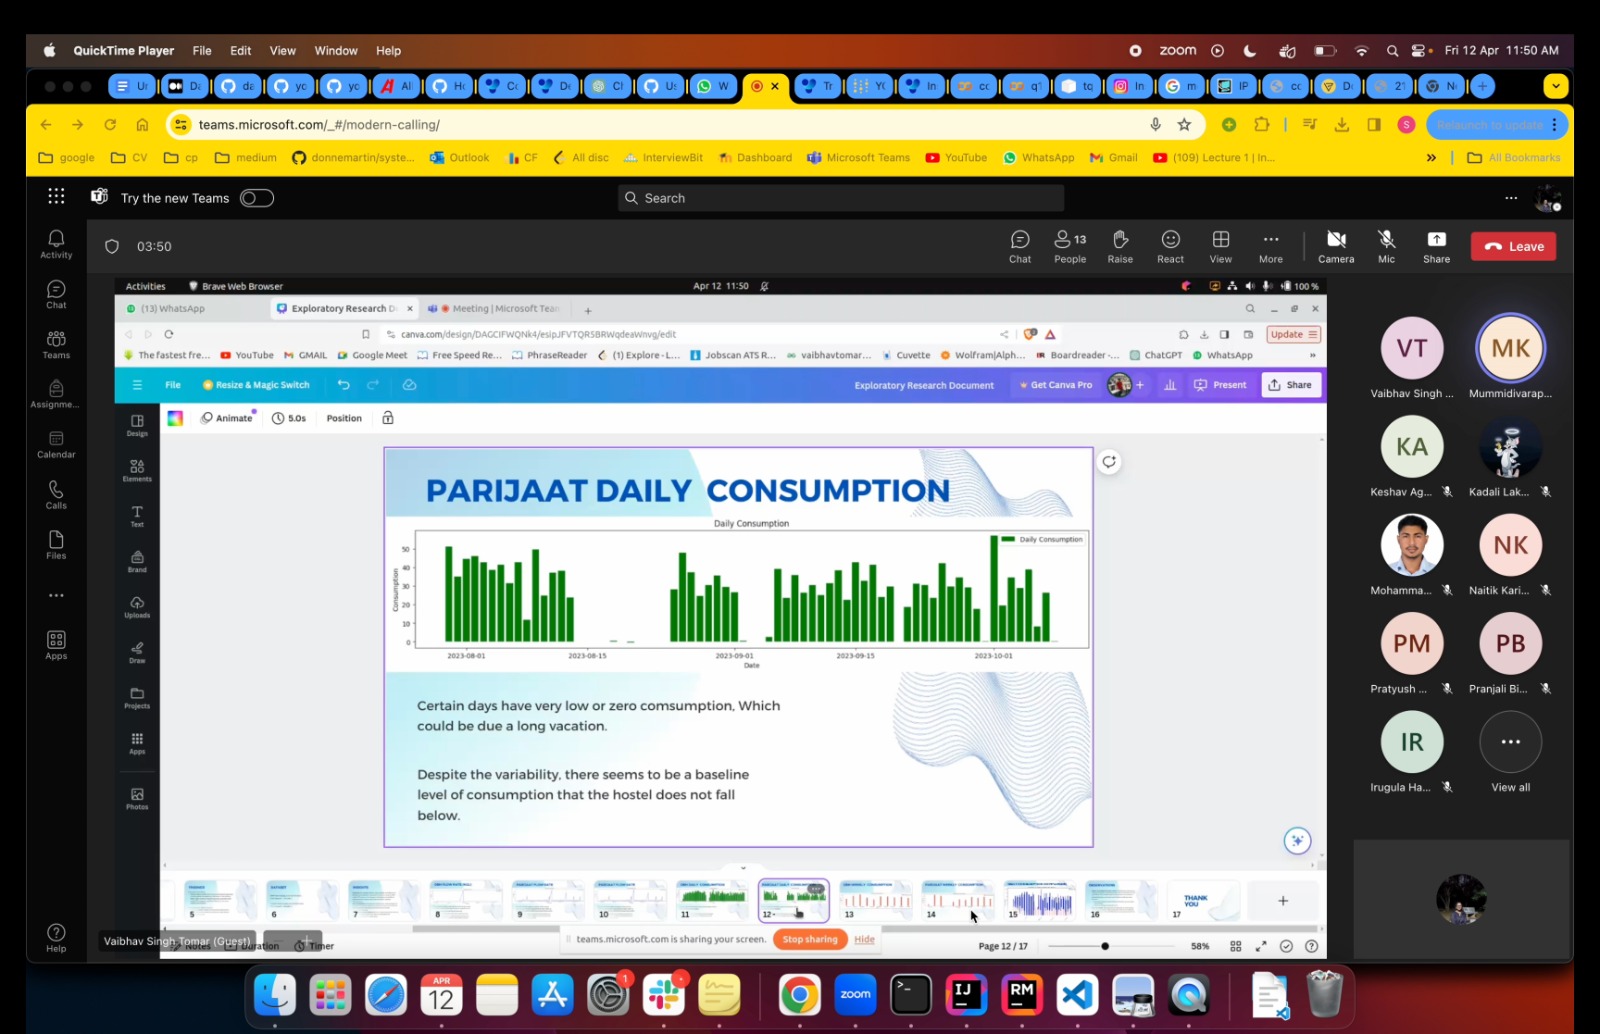 QuickTime Player File Edit View Window Help
zoom Fri 12 Apr 11:50 AM
teams.microsoft.com/_#/modern-calling/
Relaunch to update
google CV cp medium donnemartin/syste... Outlook CF All disc InterviewBit Dashboard Microsoft Teams YouTube WhatsApp Gmail (109) Lecture 1 | In... » All Bookmarks
Try the new Teams
Search
03:50
Chat
People 13
Raise
React
View
More
Camera
Mic
Share
Leave
Activity
Chat
Teams
Assignme...
Calendar
Calls
Files
Apps
Help
Activities Brave Web Browser Apr 12 11:50 100 %
(13) WhatsApp
Exploratory Research D
Meeting | Microsoft Tea
canva.com/design/DAGCIFWQNk4/esipJFVTQR5BRWqdeaWnvg/edit
Update
The fastest fre... YouTube GMAIL Google Meet Free Speed Re... PhraseReader (1) Explore - L... Jobscan ATS R... vaibhavtomar... Cuvette Wolfram|Alph... Boardreader -... ChatGPT WhatsApp »
File Resize & Magic Switch Exploratory Research Document Get Canva Pro Present Share
Animate 5.0s Position
Design
Elements
Text
Brand
Uploads
Draw
Projects
Apps
Photos
PARIJAAT DAILY CONSUMPTION
Daily Consumption
Daily Consumption
Consumption
50
40
30
20
10
0
2023-08-01 2023-08-15 2023-09-01 2023-09-15 2023-10-01
Date
Certain days have very low or zero comsumption, Which
could be due a long vacation.
Despite the variability, there seems to be a baseline
level of consumption that the hostel does not fall
below.
5 6 7 8 9 10 11 12 13 14 15 16 17
THANK
YOU
Vaibhav Singh Tomar (Guest)
Notes Duration Timer
teams.microsoft.com is sharing your screen. Stop sharing Hide
Page 12 / 17
58%
VT
Vaibhav Singh ...
MK
Mummidivarap...
KA
Keshav Ag...
Kadali Lak...
Mohamma...
NK
Naitik Kari...
PM
Pratyush ...
PB
Pranjali Bi...
IR
Irugula Ha...
View all
APR
12
1
zoom
IJ
RM